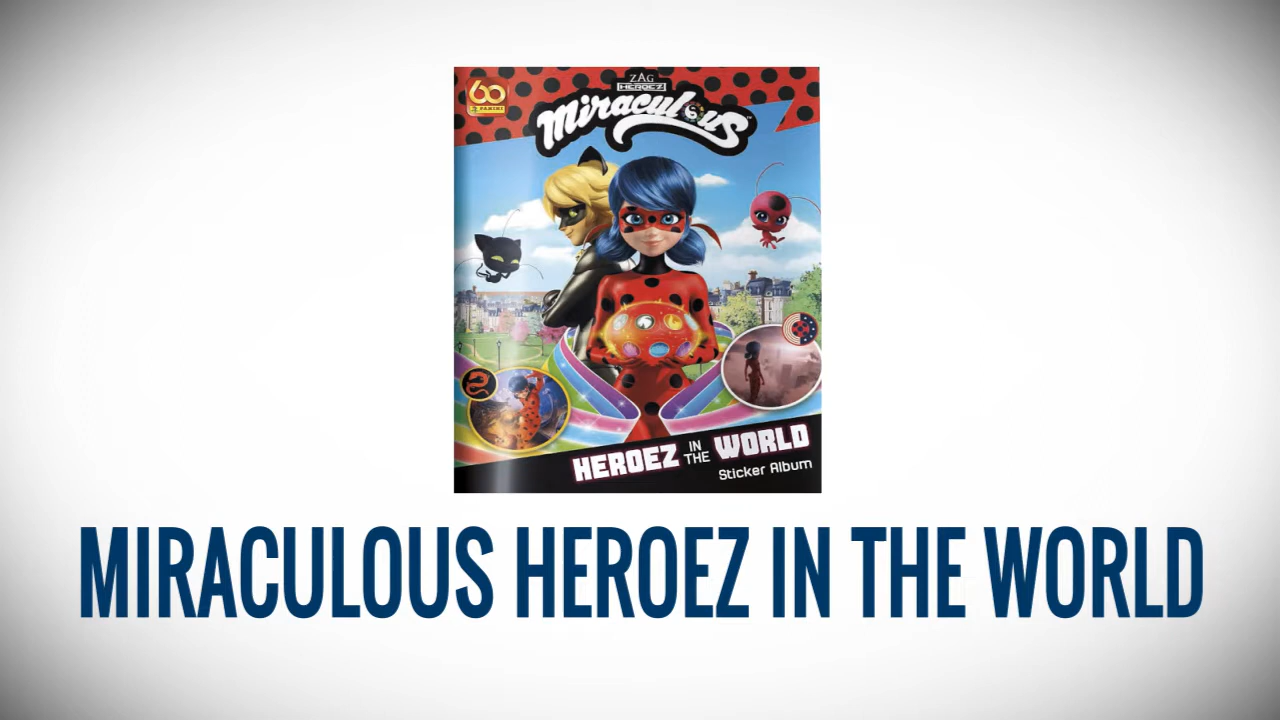 60
PANINI
ZAG
HEROEZ
Miraculous
HEROEZ IN THE WORLD
Sticker Album
MIRACULOUS HEROEZ IN THE WORLD